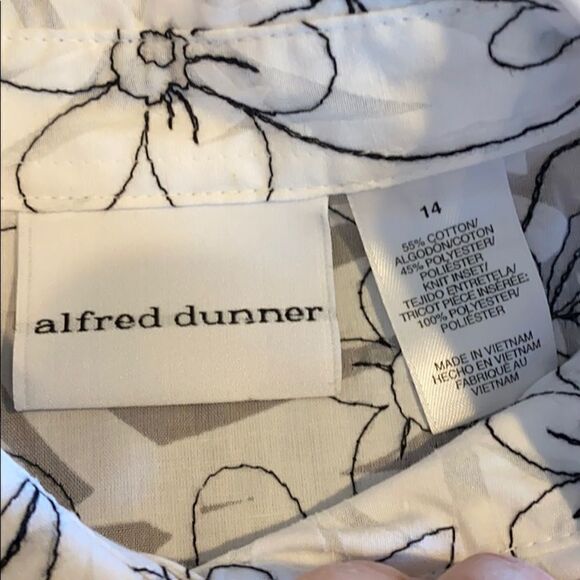 alfred dunner
14
55% COTTON/
ALGODÓN/COTON
45% POLYESTER/
POLIÉSTER
KNIT INSET/
TEJIDO ENTRETELA/
TRICOT PIÈCE INSÉRÉE:
100% POLYESTER/
POLIÉSTER
MADE IN VIETNAM
HECHO EN VIETNAM
FABRIQUÉ AU
VIETNAM